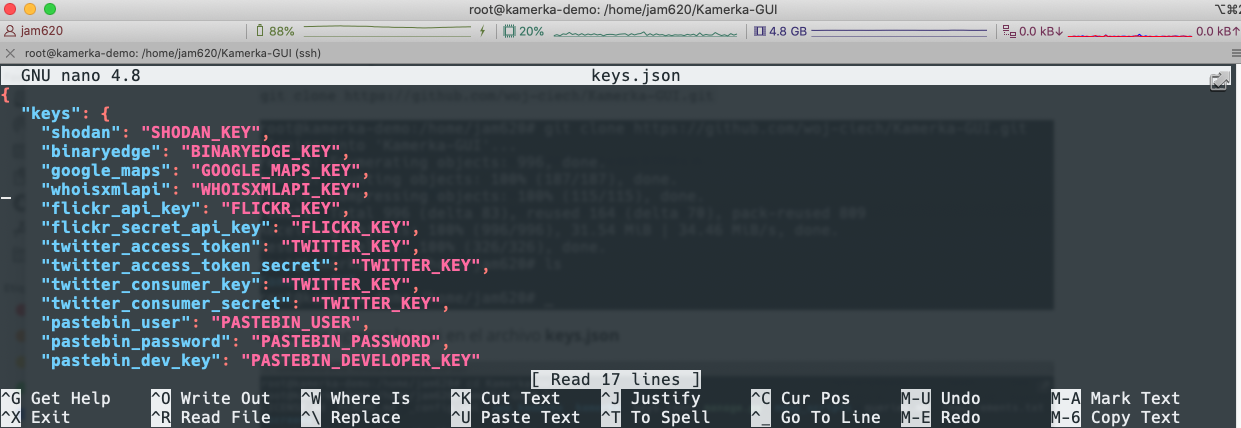 root@kamerka-demo: /home/jam620/Kamerka-GUI
jam620 88% 20% 4.8 GB 0.0 kB↓ 0.0 kB↑
root@kamerka-demo: /home/jam620/Kamerka-GUI (ssh)
GNU nano 4.8 keys.json
{
"keys": {
"shodan": "SHODAN_KEY",
"binaryedge": "BINARYEDGE_KEY",
"google_maps": "GOOGLE_MAPS_KEY",
"whoisxmlapi": "WHOISXMLAPI_KEY",
"flickr_api_key": "FLICKR_KEY",
"flickr_secret_api_key": "FLICKR_KEY",
"twitter_access_token": "TWITTER_KEY",
"twitter_access_token_secret": "TWITTER_KEY",
"twitter_consumer_key": "TWITTER_KEY",
"twitter_consumer_secret": "TWITTER_KEY",
"pastebin_user": "PASTEBIN_USER",
"pastebin_password": "PASTEBIN_PASSWORD",
"pastebin_dev_key": "PASTEBIN_DEVELOPER_KEY"
[ Read 17 lines ]
^G Get Help ^O Write Out ^W Where Is ^K Cut Text ^J Justify ^C Cur Pos M-U Undo M-A Mark Text
^X Exit ^R Read File ^\ Replace ^U Paste Text ^T To Spell ^_ Go To Line M-E Redo M-6 Copy Text